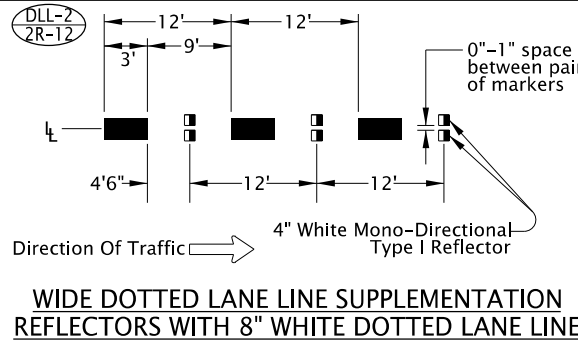 DLL-2
2R-12
12'
12'
3'
9'
0"-1" space
between pair
of markers
LL
4'6"
12'
12'
4" White Mono-Directional
Type I Reflector
Direction Of Traffic
WIDE DOTTED LANE LINE SUPPLEMENTATION
REFLECTORS WITH 8" WHITE DOTTED LANE LINE